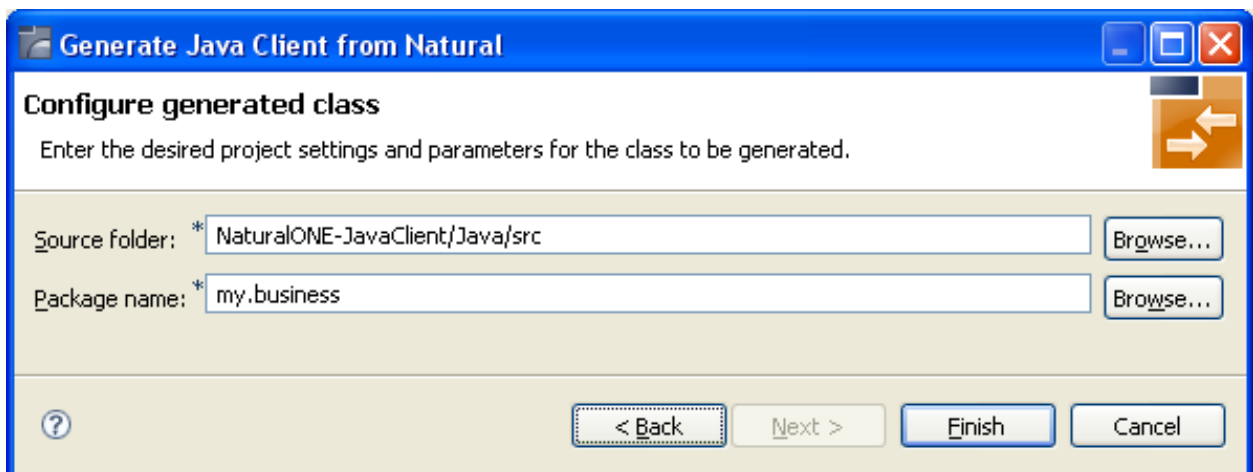 Generate Java Client from Natural
Configure generated class
Enter the desired project settings and parameters for the class to be generated.
Source folder: * NaturalONE-JavaClient/Java/src Browse...
Package name: * my.business Browse...
? < Back Next > Finish Cancel